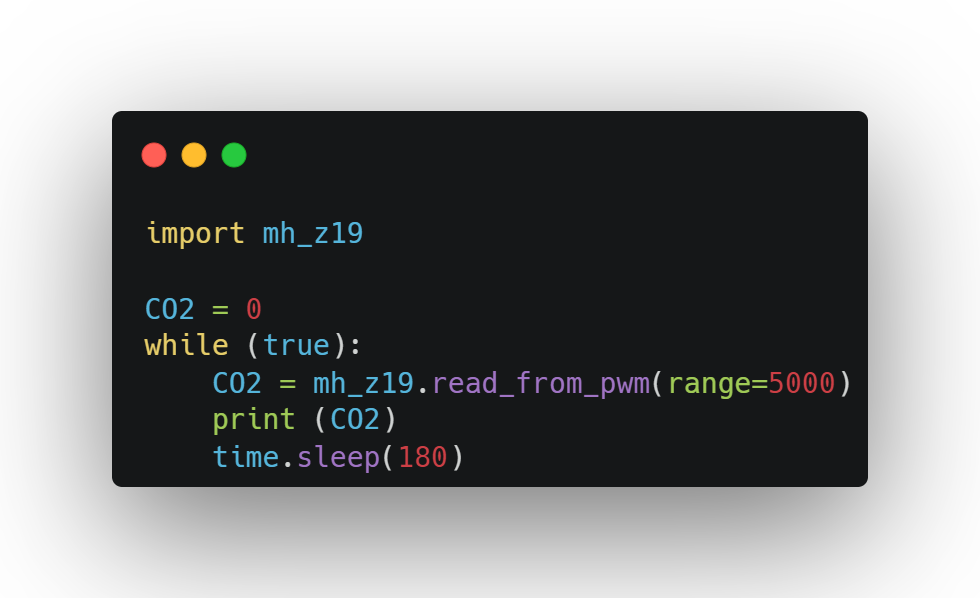 import mh_z19

CO2 = 0
while (true):
    CO2 = mh_z19.read_from_pwm(range=5000)
    print (CO2)
    time.sleep(180)